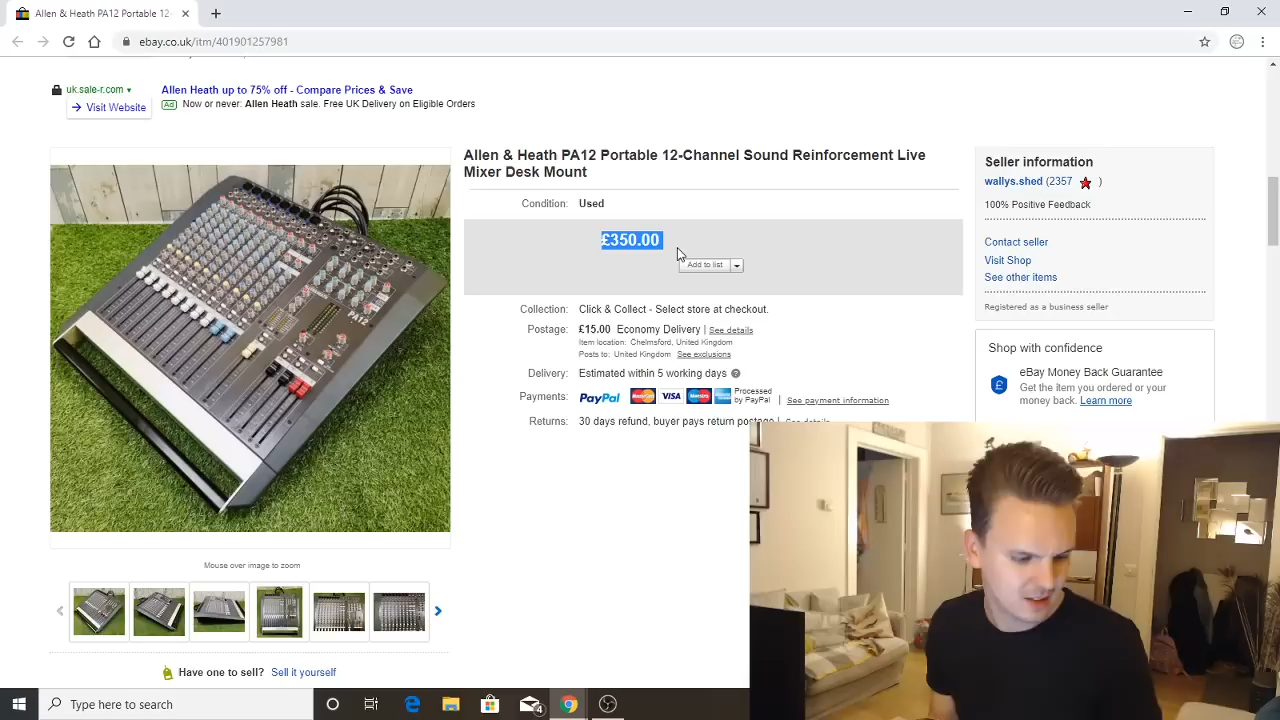 Allen & Heath PA12 Portable 12-
ebay.co.uk/itm/401901257981
uk.sale-r.com
Allen Heath up to 75% off - Compare Prices & Save
Visit Website
Ad Now or never: Allen Heath sale. Free UK Delivery on Eligible Orders
Allen & Heath PA12 Portable 12-Channel Sound Reinforcement Live
Mixer Desk Mount
Condition: Used
£350.00
Add to list
Collection: Click & Collect - Select store at checkout.
Postage: £15.00 Economy Delivery | See details
Item location: Chelmsford, United Kingdom
Posts to: United Kingdom See exclusions
Delivery: Estimated within 5 working days
Payments: PayPal MasterCard VISA Maestro Processed by PayPal | See payment information
Returns: 30 days refund, buyer pays return postage | See details
Seller information
wallys.shed (2357 )
100% Positive Feedback
Contact seller
Visit Shop
See other items
Registered as a business seller
Shop with confidence
eBay Money Back Guarantee
Get the item you ordered or your
money back. Learn more
PA12
Mouse over image to zoom
Have one to sell? Sell it yourself
Type here to search
4